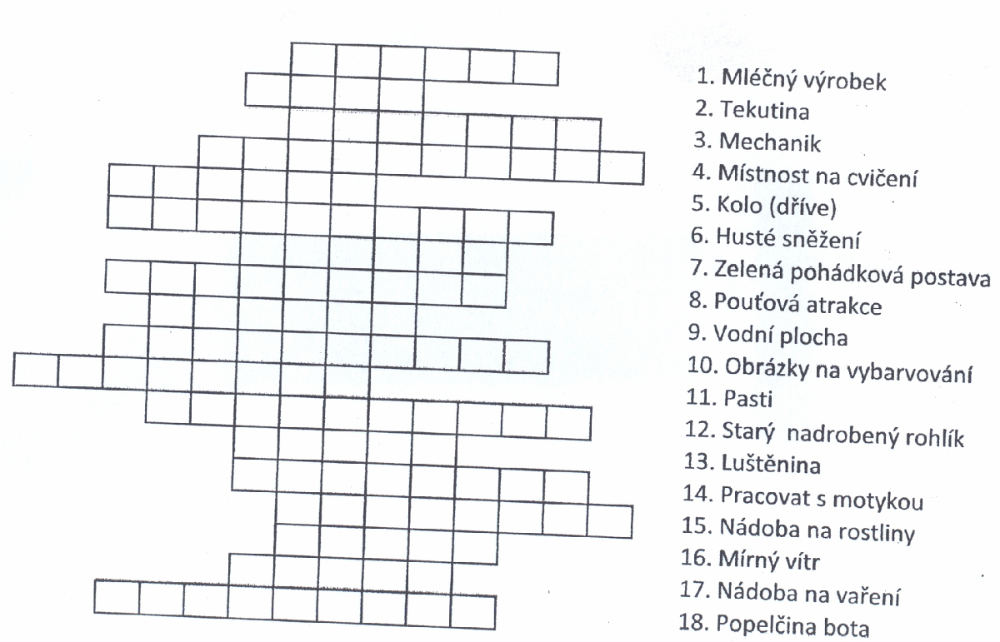 1. Mléčný výrobek
2. Tekutina
3. Mechanik
4. Místnost na cvičení
5. Kolo (dříve)
6. Husté sněžení
7. Zelená pohádková postava
8. Pouťová atrakce
9. Vodní plocha
10. Obrázky na vybarvování
11. Pasti
12. Starý nadrobený rohlík
13. Luštěnina
14. Pracovat s motykou
15. Nádoba na rostliny
16. Mírný vítr
17. Nádoba na vaření
18. Popelčina bota